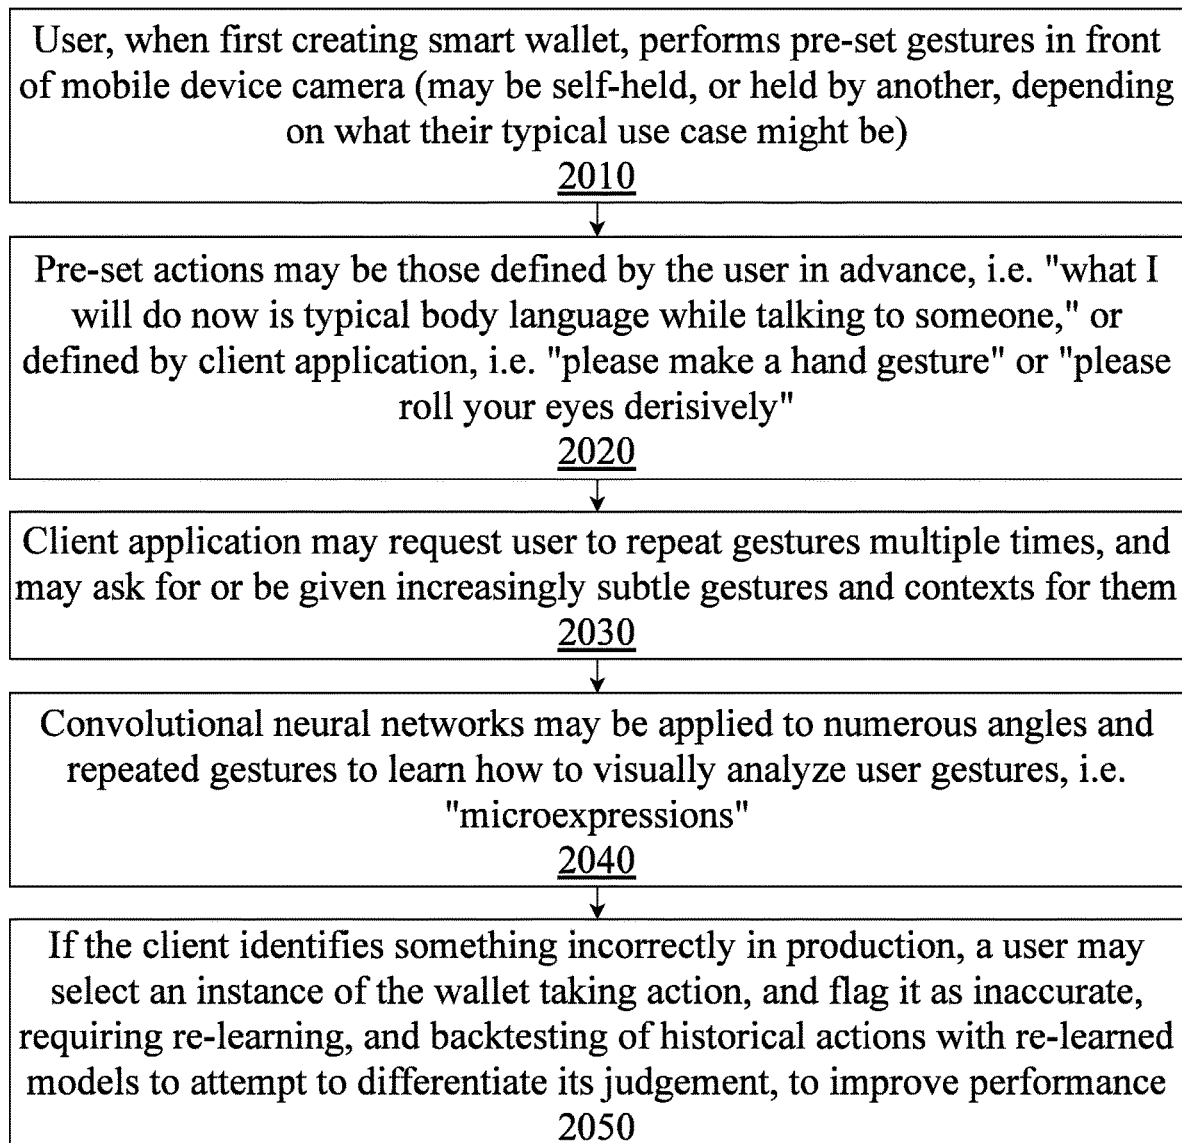 User, when first creating smart wallet, performs pre-set gestures in front
of mobile device camera (may be self-held, or held by another, depending
on what their typical use case might be)
2010
Pre-set actions may be those defined by the user in advance, i.e. "what I
will do now is typical body language while talking to someone," or
defined by client application, i.e. "please make a hand gesture" or "please
roll your eyes derisively"
2020
Client application may request user to repeat gestures multiple times, and
may ask for or be given increasingly subtle gestures and contexts for them
2030
Convolutional neural networks may be applied to numerous angles and
repeated gestures to learn how to visually analyze user gestures, i.e.
"microexpressions"
2040
If the client identifies something incorrectly in production, a user may
select an instance of the wallet taking action, and flag it as inaccurate,
requiring re-learning, and backtesting of historical actions with re-learned
models to attempt to differentiate its judgement, to improve performance
2050